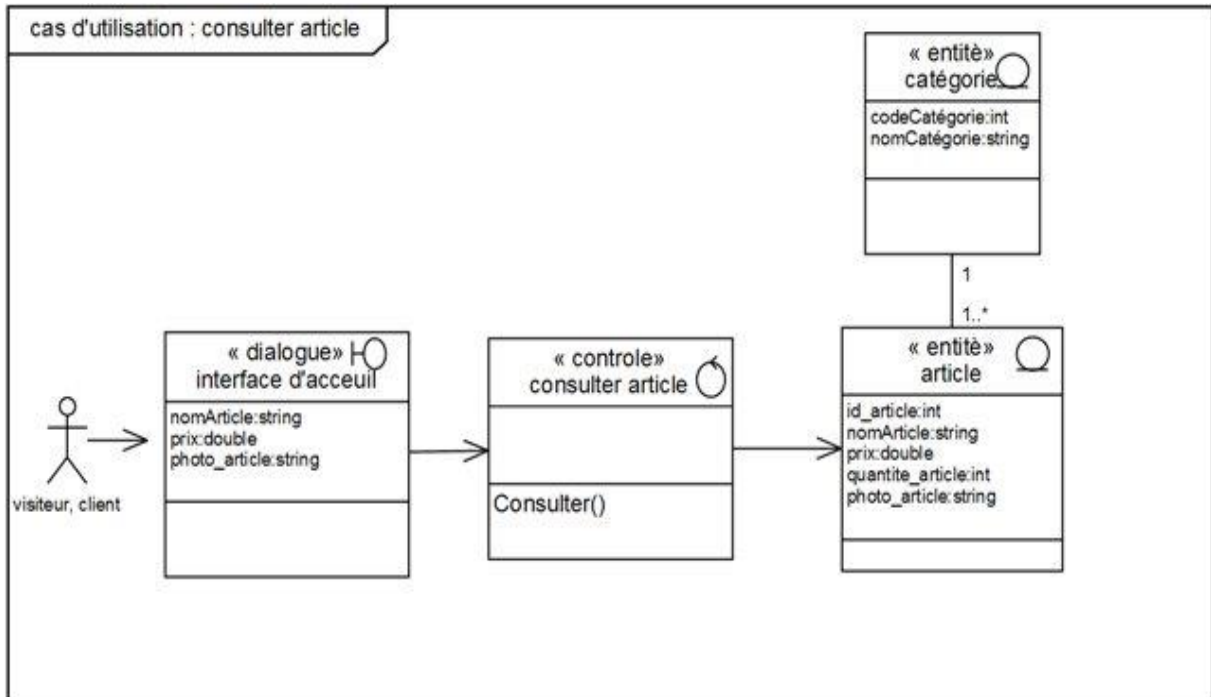 cas d'utilisation : consulter article
« entitè»
catégorie
codeCatégorie:int
nomCatégorie:string
1
1..*
« dialogue»
interface d'acceuil
nomArticle:string
prix:double
photo_article:string
« controle»
consulter article
Consulter()
« entitè»
article
id_article:int
nomArticle:string
prix:double
quantite_article:int
photo_article:string
visiteur, client